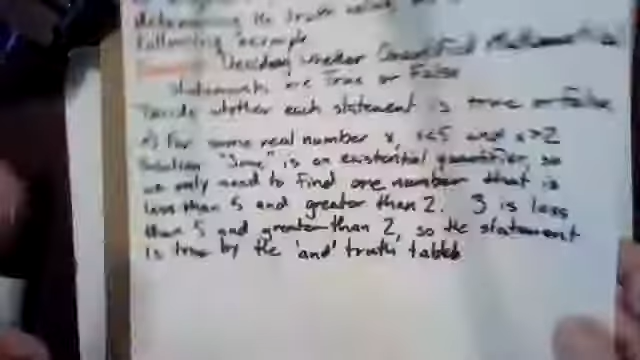 determining the truth value
following example
Deciding whether Quantified Mathematical
statements are True or False
Decide whether each statement is true or False
a) For some real number x, x<5 and x>2
Solution "Some" is an existential quantifier, so
we only need to find one number that is
less than 5 and greater than 2. 3 is less
than 5 and greater than 2, so the statement
is true by the 'and' truth table